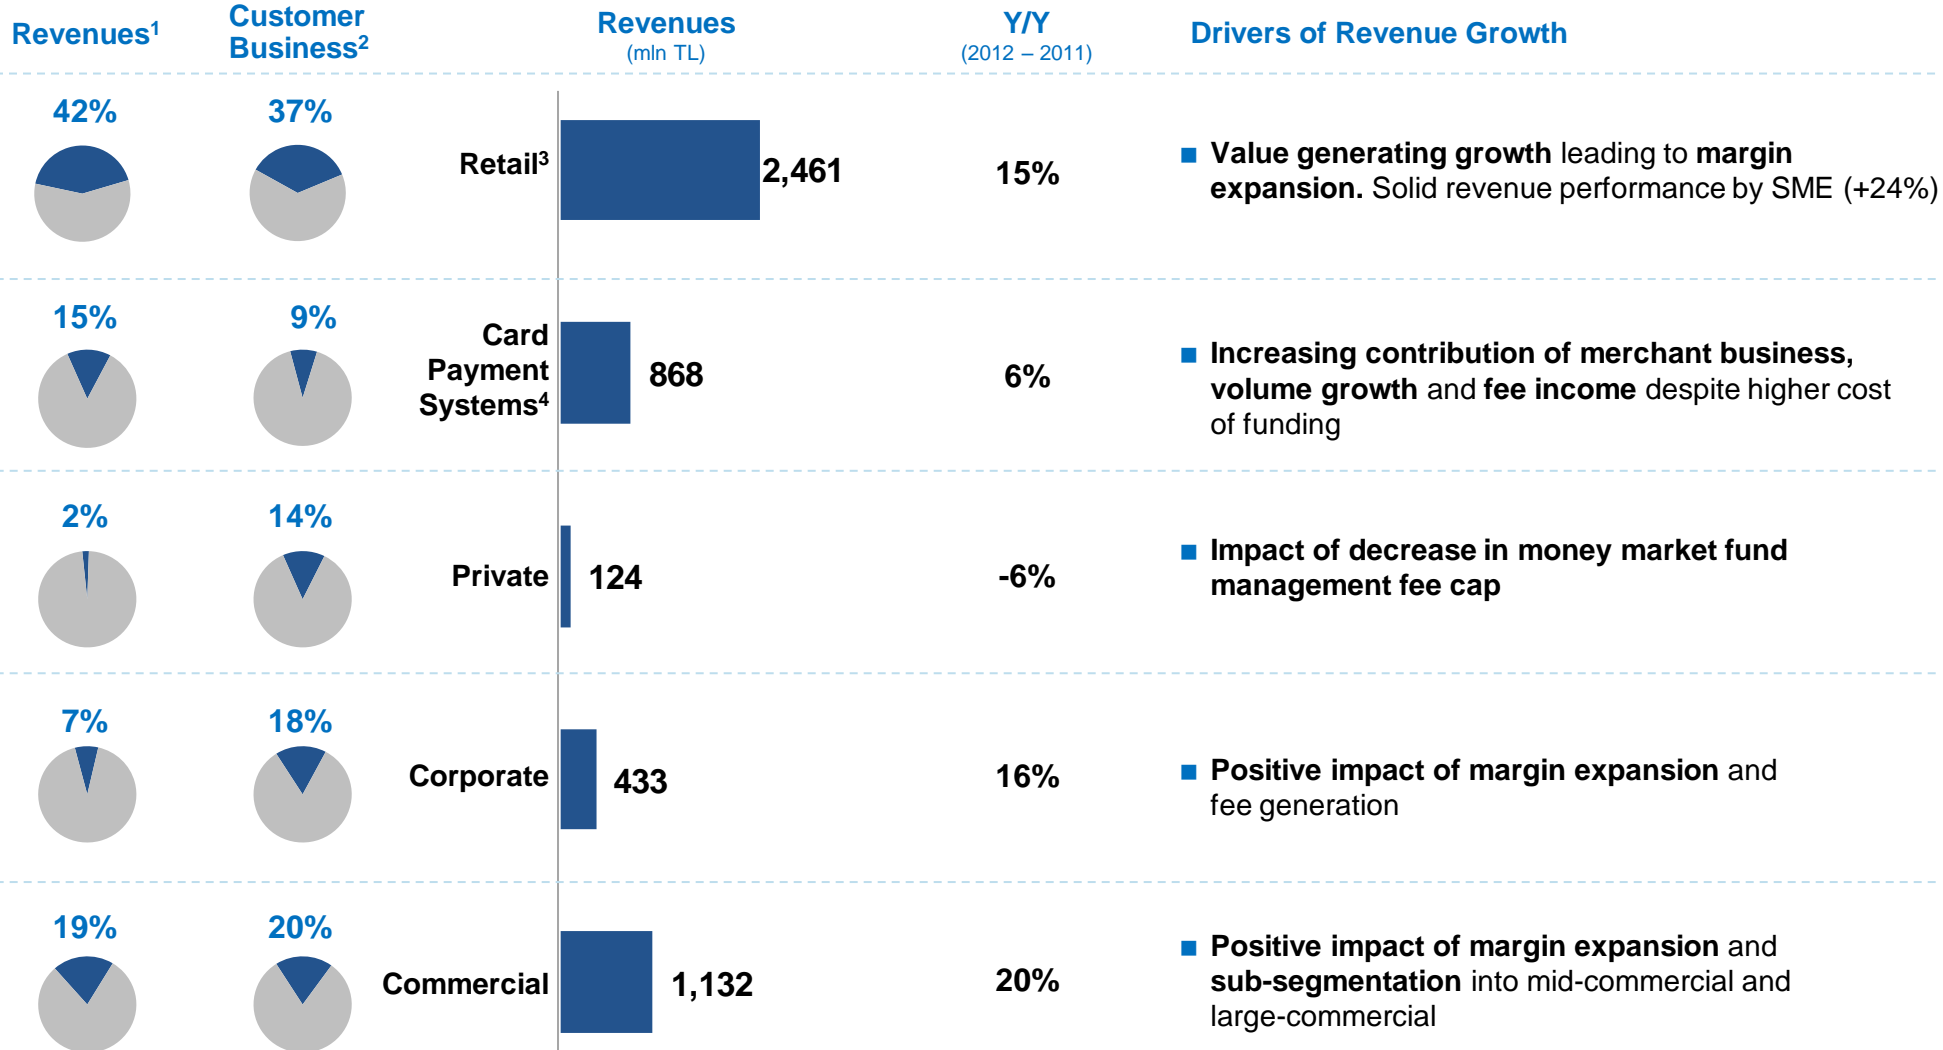 Revenues¹
Customer
Business²
Revenues
(mln TL)
Y/Y
(2012 – 2011)
Drivers of Revenue Growth
42%
37%
Retail³
2,461
15%
■ Value generating growth leading to margin
expansion. Solid revenue performance by SME (+24%)
15%
9%
Card
Payment
Systems⁴
868
6%
■ Increasing contribution of merchant business,
volume growth and fee income despite higher cost
of funding
2%
14%
Private
124
-6%
■ Impact of decrease in money market fund
management fee cap
7%
18%
Corporate
433
16%
■ Positive impact of margin expansion and
fee generation
19%
20%
Commercial
1,132
20%
■ Positive impact of margin expansion and
sub-segmentation into mid-commercial and
large-commercial